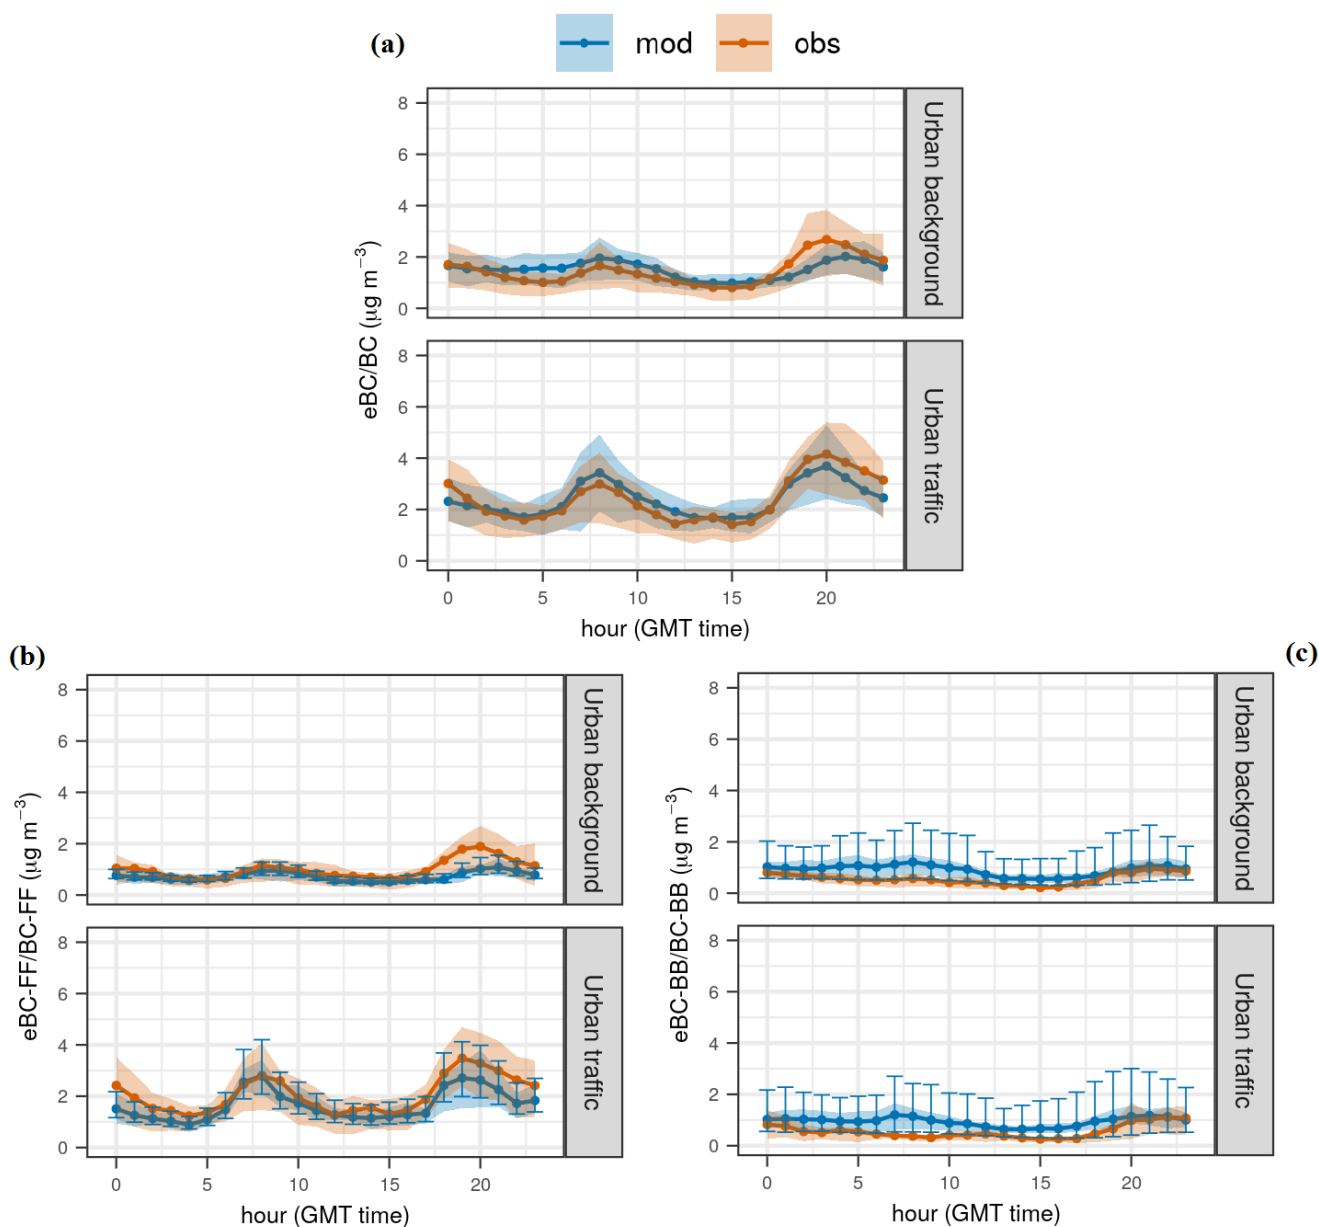 (a)
mod
obs
8
6
4
2
0
Urban background
8
6
4
2
0
Urban traffic
eBC/BC (μg m⁻³)
0 5 10 15 20
hour (GMT time)
(b)
8
6
4
2
0
Urban background
8
6
4
2
0
Urban traffic
eBC-FF/BC-FF (μg m⁻³)
0 5 10 15 20
hour (GMT time)
(c)
8
6
4
2
0
Urban background
8
6
4
2
0
Urban traffic
eBC-BB/BC-BB (μg m⁻³)
0 5 10 15 20
hour (GMT time)